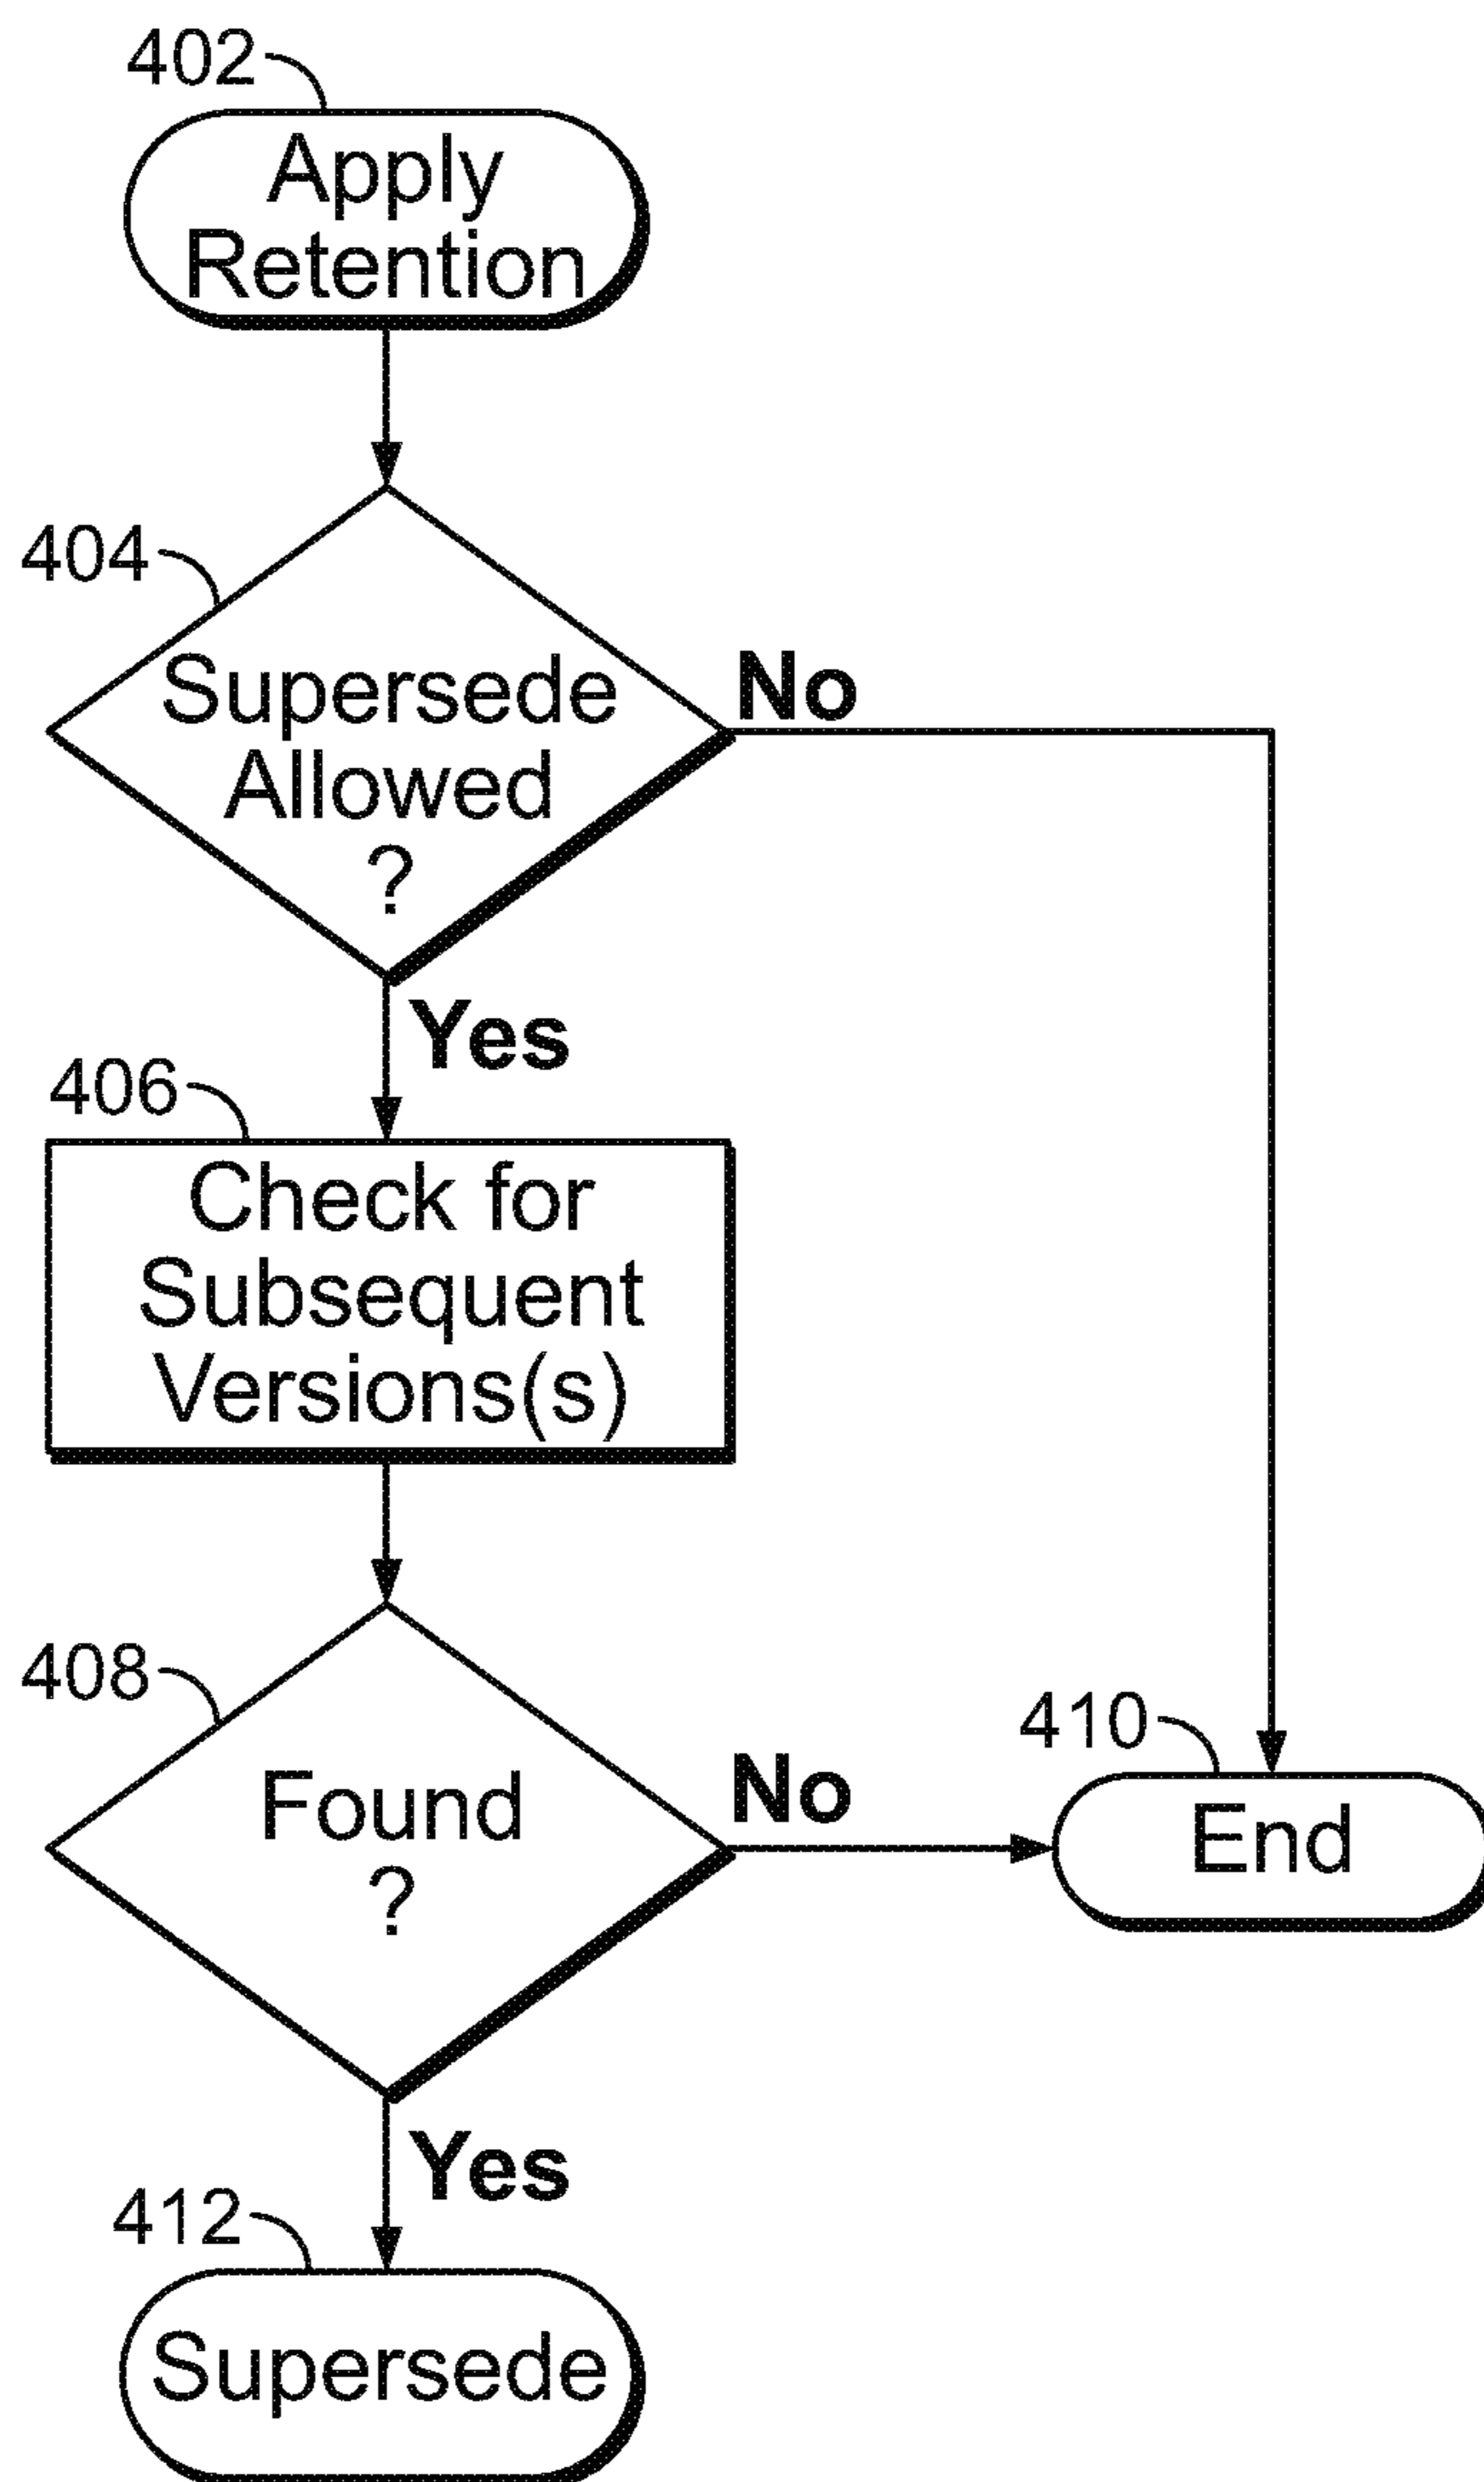 402
Apply
Retention
404
Supersede
Allowed
?
No
Yes
406
Check for
Subsequent
Versions(s)
408
Found
?
No
410
End
Yes
412
Supersede